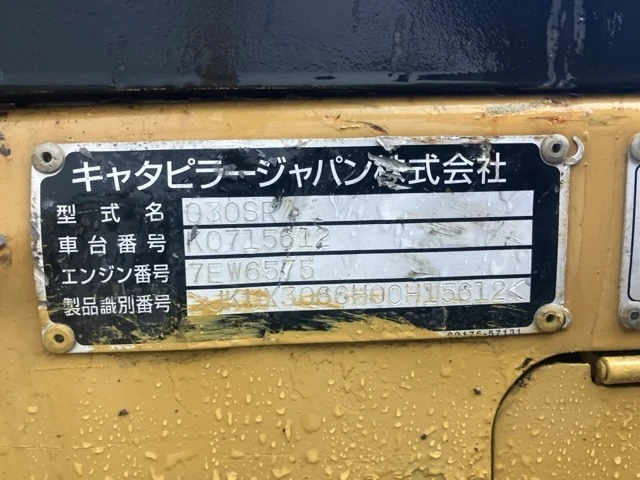 キャタピラージャパン株式会社
型式名 030SR
車台番号 K0715612
エンジン番号 7EW6575
製品識別番号 306GH00H15612<